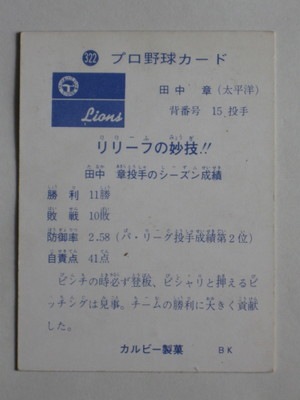 322 プロ野球カード
Lions
田中 章(太平洋)
背番号 15 投手
リリーフの妙技!!
田中 章投手のシーズン成績
勝利 11勝
敗戦 10敗
防御率 2.58(パ・リーグ投手成績第2位)
自責点 41点
ピンチの時必ず登板、ピシャリと押えるピ
ッチングは見事。チームの勝利に大きく貢献
した。
カルビー製菓 BK